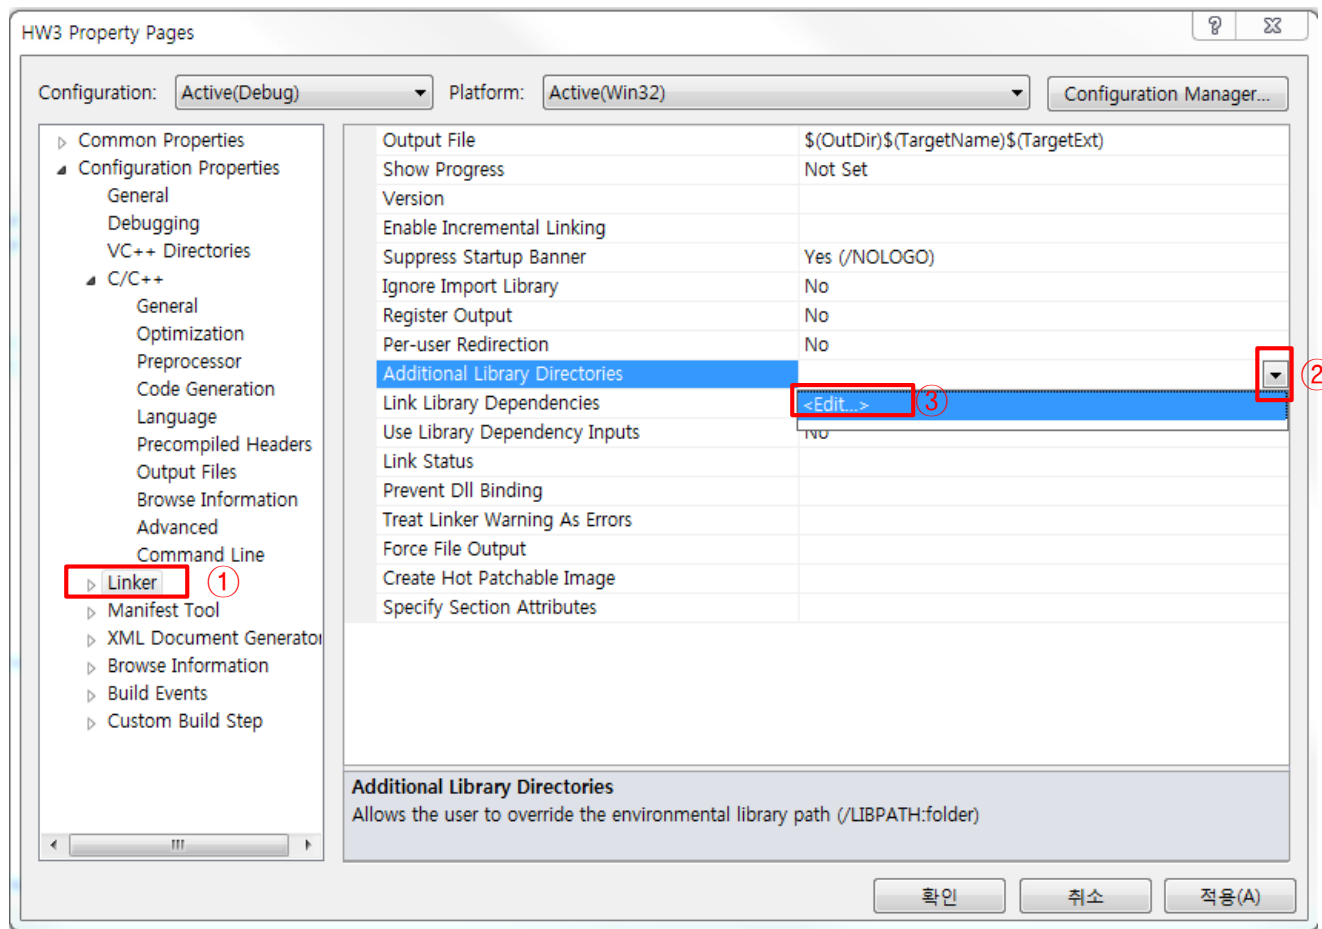 HW3 Property Pages
Configuration: Active(Debug) Platform: Active(Win32) Configuration Manager...
Common Properties
Configuration Properties
General
Debugging
VC++ Directories
C/C++
General
Optimization
Preprocessor
Code Generation
Language
Precompiled Headers
Output Files
Browse Information
Advanced
Command Line
Linker ①
Manifest Tool
XML Document Generator
Browse Information
Build Events
Custom Build Step
Output File $(OutDir)$(TargetName)$(TargetExt)
Show Progress Not Set
Version
Enable Incremental Linking
Suppress Startup Banner Yes (/NOLOGO)
Ignore Import Library No
Register Output No
Per-user Redirection No
Additional Library Directories ②
Link Library Dependencies <Edit...> ③
Use Library Dependency Inputs No
Link Status
Prevent Dll Binding
Treat Linker Warning As Errors
Force File Output
Create Hot Patchable Image
Specify Section Attributes
Additional Library Directories
Allows the user to override the environmental library path (/LIBPATH:folder)
확인 취소 적용(A)